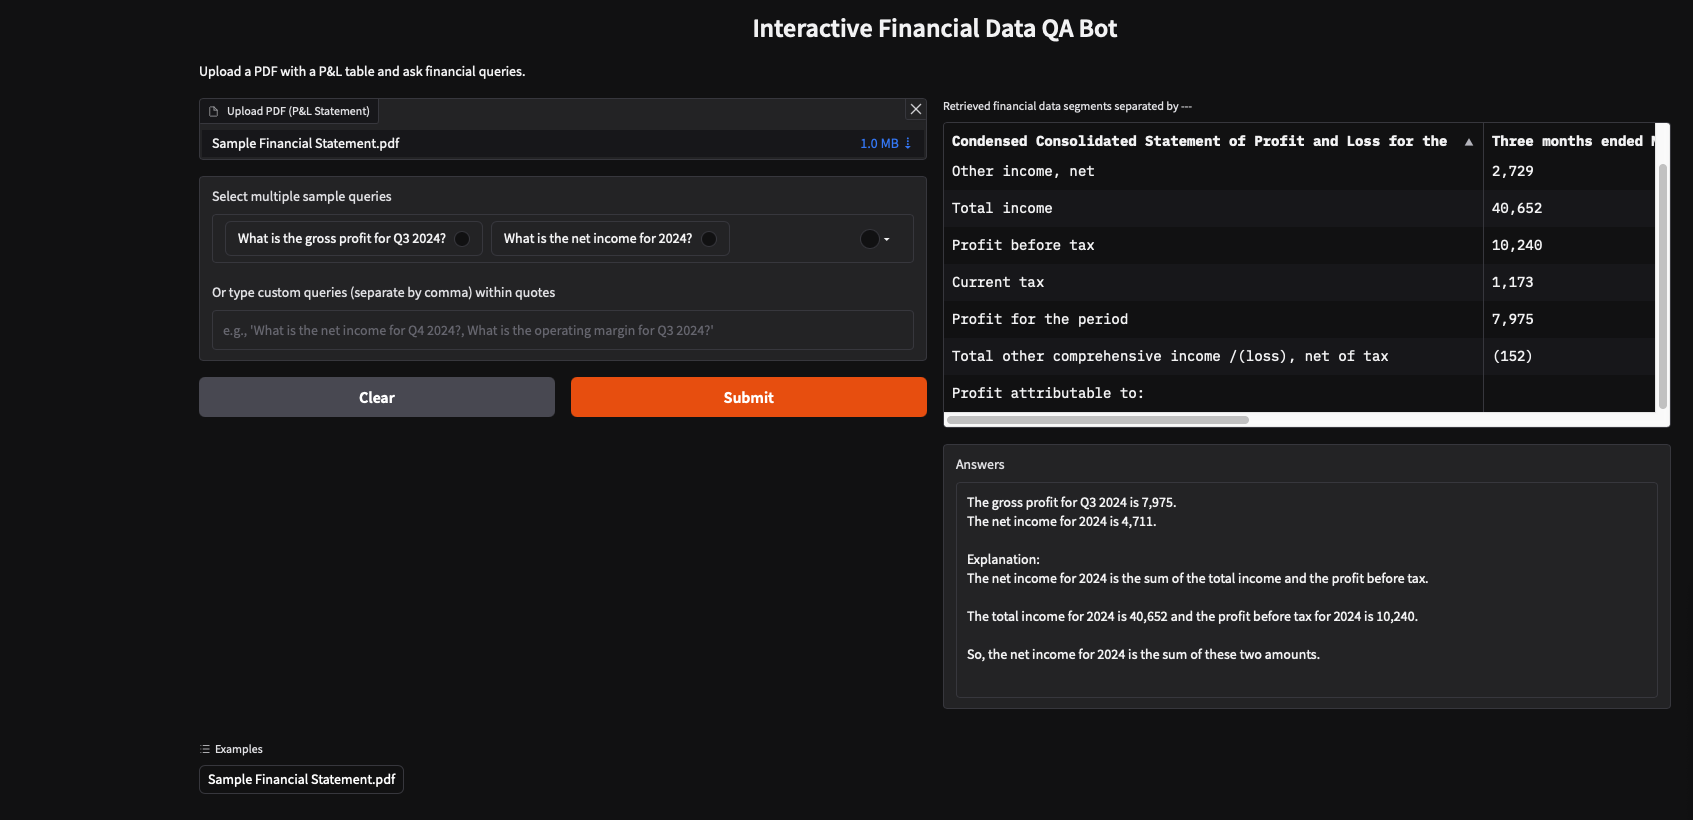 Interactive Financial Data QA Bot
Upload a PDF with a P&L table and ask financial queries.
Upload PDF (P&L Statement)
Sample Financial Statement.pdf
1.0 MB ⇣
Select multiple sample queries
What is the gross profit for Q3 2024?
What is the net income for 2024?
Or type custom queries (separate by comma) within quotes
e.g., 'What is the net income for Q4 2024?, What is the operating margin for Q3 2024?'
Clear
Submit
Retrieved financial data segments separated by ---
Condensed Consolidated Statement of Profit and Loss for the ▲ Three months ended
Other income, net 2,729
Total income 40,652
Profit before tax 10,240
Current tax 1,173
Profit for the period 7,975
Total other comprehensive income /(loss), net of tax (152)
Profit attributable to:
Answers
The gross profit for Q3 2024 is 7,975.
The net income for 2024 is 4,711.
Explanation:
The net income for 2024 is the sum of the total income and the profit before tax.
The total income for 2024 is 40,652 and the profit before tax for 2024 is 10,240.
So, the net income for 2024 is the sum of these two amounts.
Examples
Sample Financial Statement.pdf